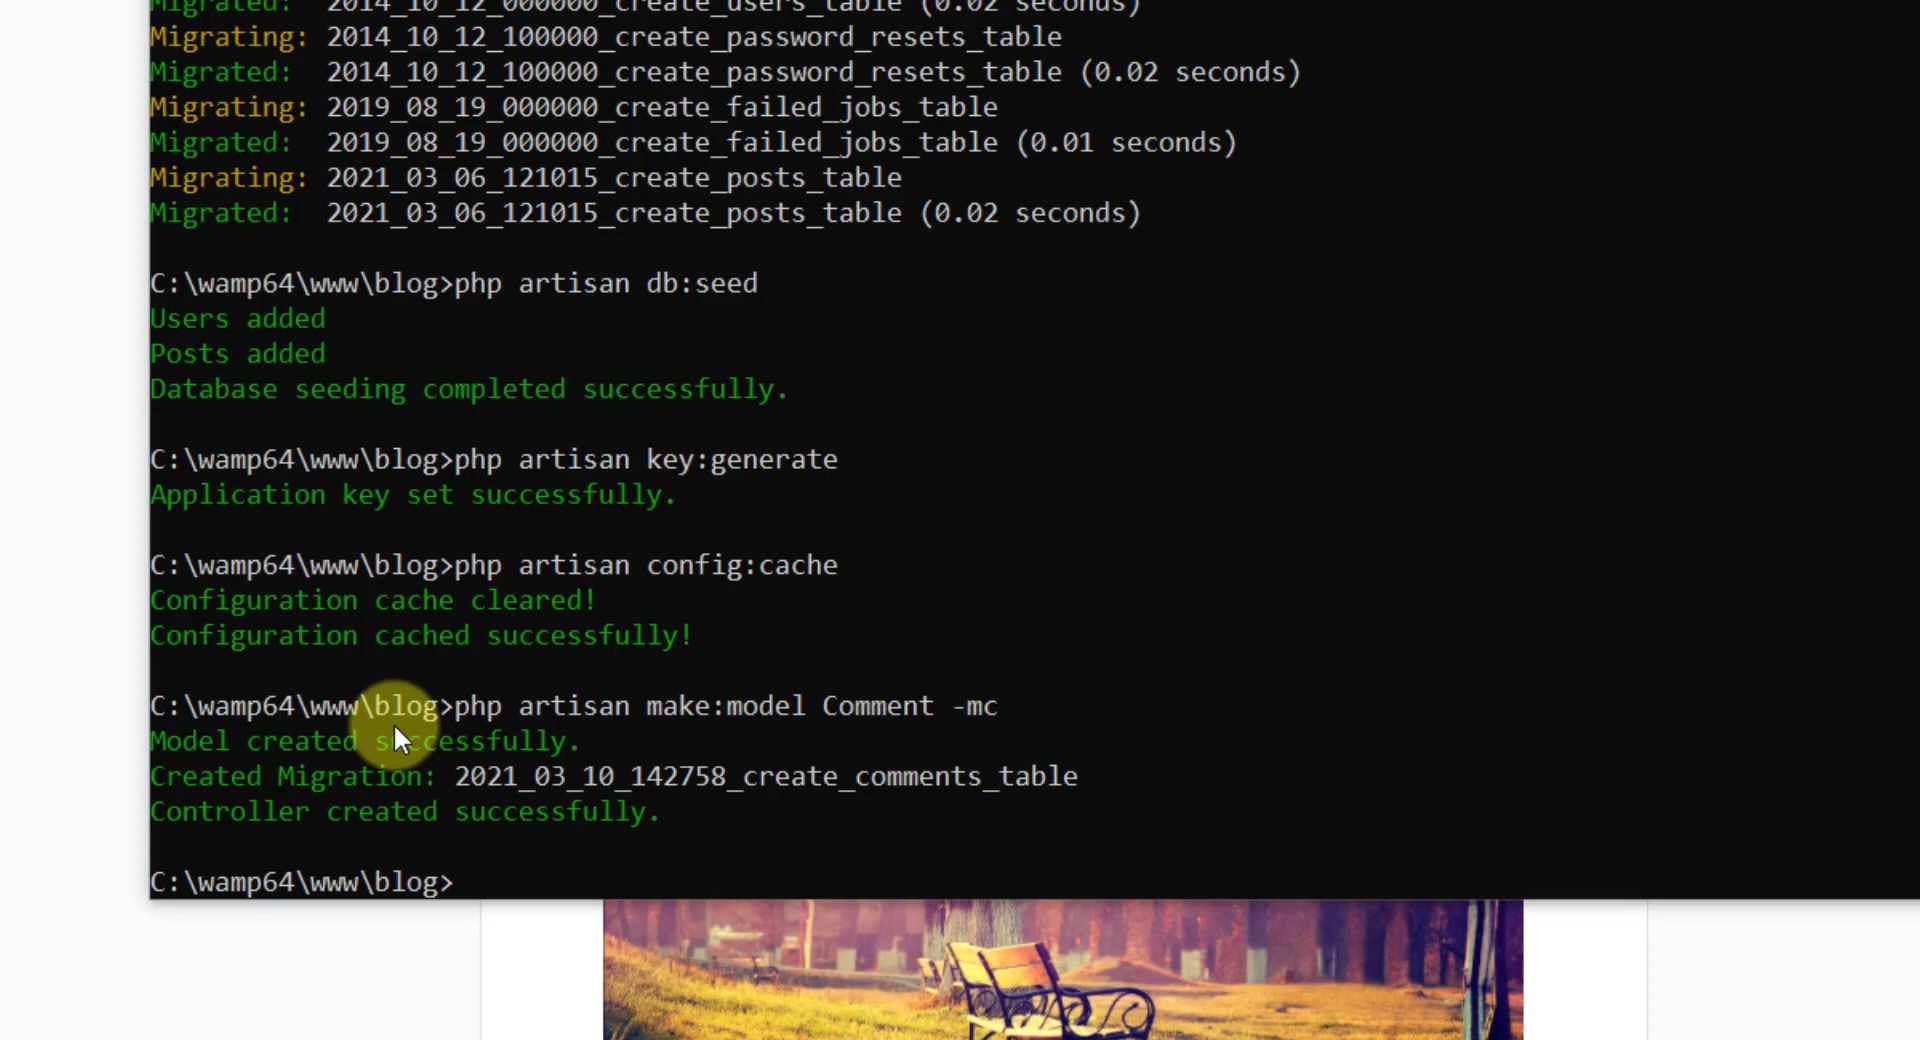 Migrated:  2014_10_12_000000_create_users_table (0.02 seconds)
Migrating: 2014_10_12_100000_create_password_resets_table
Migrated:  2014_10_12_100000_create_password_resets_table (0.02 seconds)
Migrating: 2019_08_19_000000_create_failed_jobs_table
Migrated:  2019_08_19_000000_create_failed_jobs_table (0.01 seconds)
Migrating: 2021_03_06_121015_create_posts_table
Migrated:  2021_03_06_121015_create_posts_table (0.02 seconds)
C:\wamp64\www\blog>php artisan db:seed
Users added
Posts added
Database seeding completed successfully.
C:\wamp64\www\blog>php artisan key:generate
Application key set successfully.
C:\wamp64\www\blog>php artisan config:cache
Configuration cache cleared!
Configuration cached successfully!
C:\wamp64\www\blog>php artisan make:model Comment -mc
Model created successfully.
Created Migration: 2021_03_10_142758_create_comments_table
Controller created successfully.
C:\wamp64\www\blog>